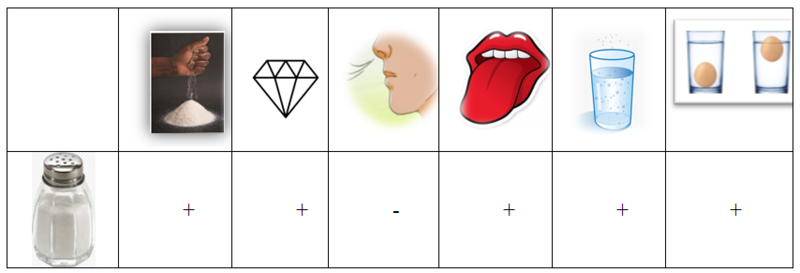 + + - + + +